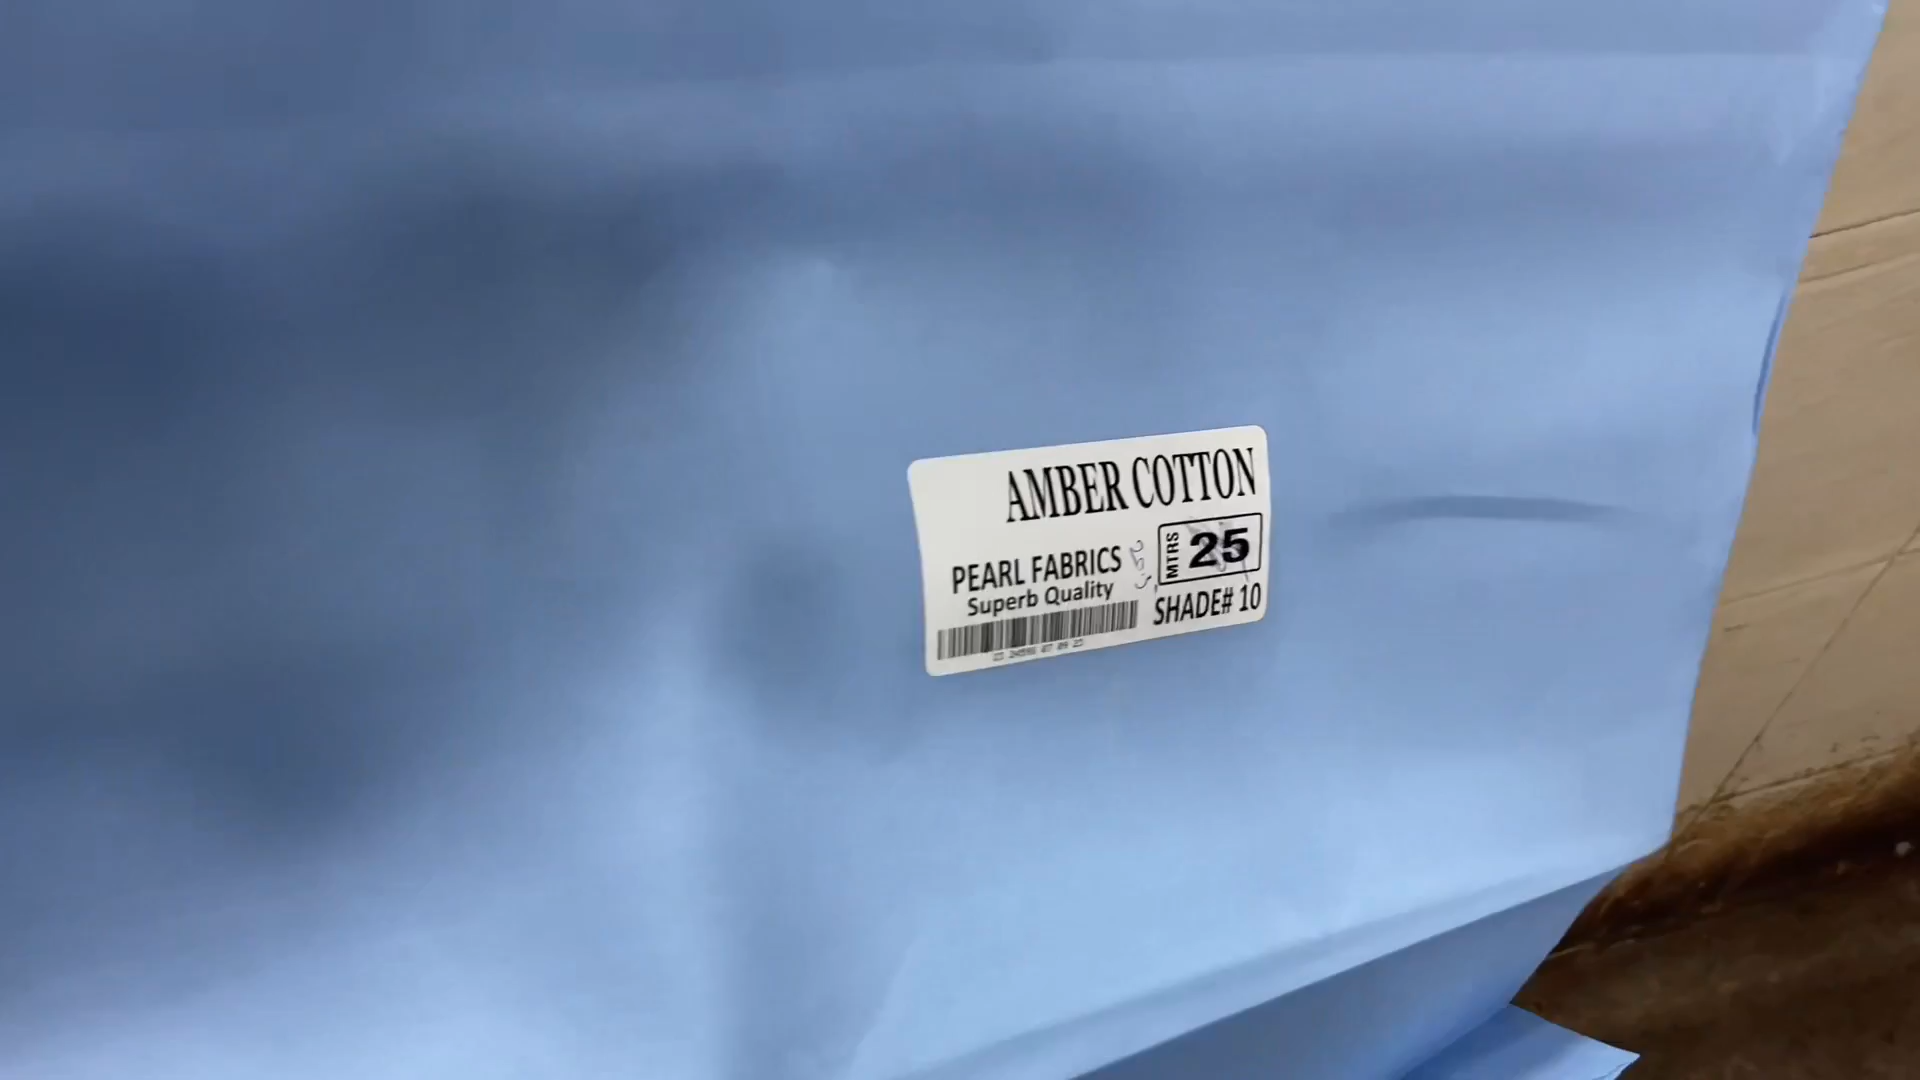 AMBER COTTON
PEARL FABRICS
Superb Quality
MTRS 25
SHADE# 10